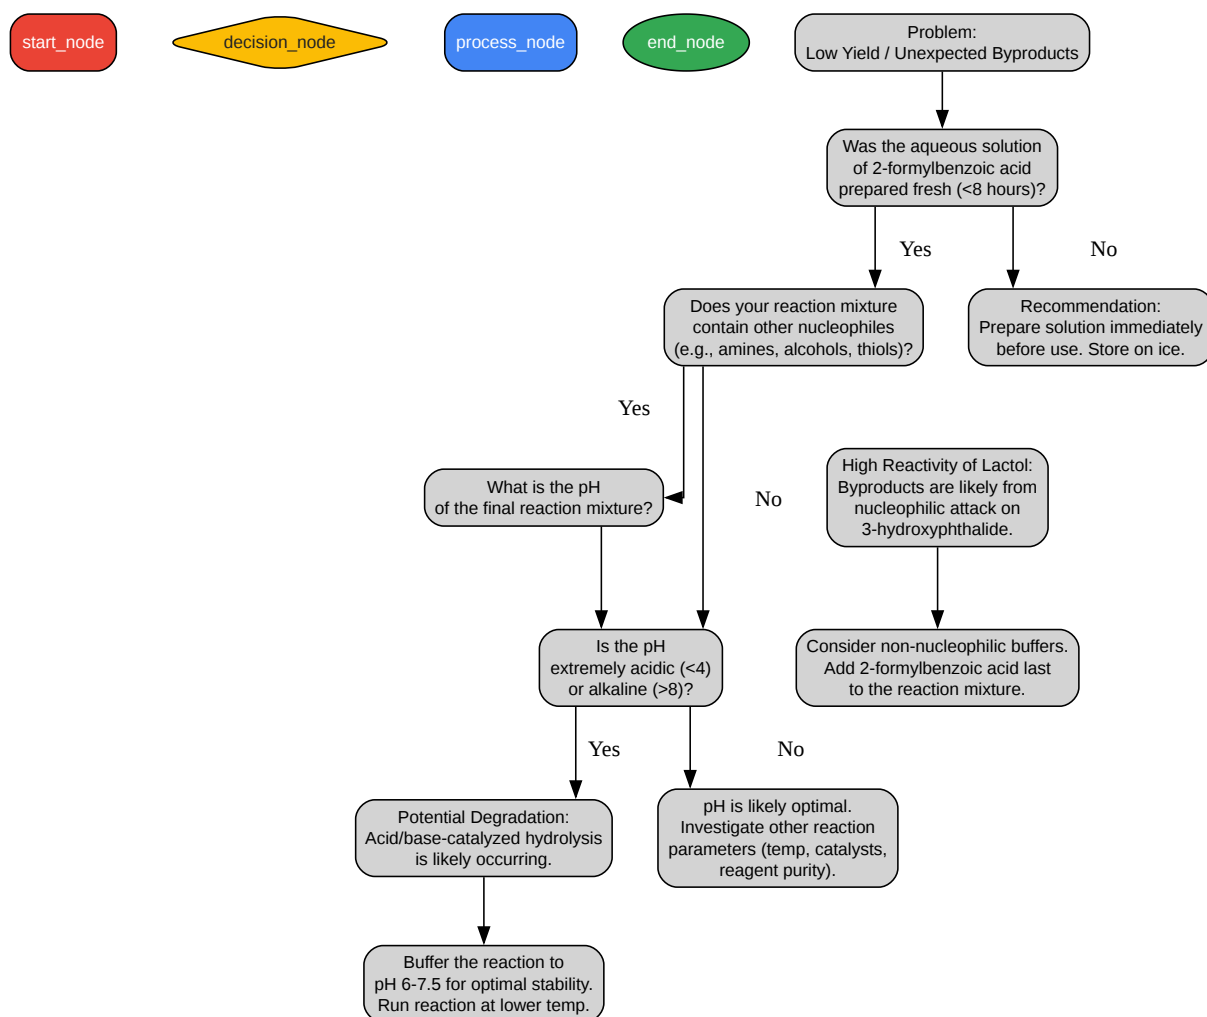 start_node
decision_node
process_node
end_node
Problem:
Low Yield / Unexpected Byproducts
Was the aqueous solution
of 2-formylbenzoic acid
prepared fresh (<8 hours)?
Yes
No
Does your reaction mixture
contain other nucleophiles
(e.g., amines, alcohols, thiols)?
Recommendation:
Prepare solution immediately
before use. Store on ice.
Yes
No
What is the pH
of the final reaction mixture?
High Reactivity of Lactol:
Byproducts are likely from
nucleophilic attack on
3-hydroxyphthalide.
Is the pH
extremely acidic (<4)
or alkaline (>8)?
Consider non-nucleophilic buffers.
Add 2-formylbenzoic acid last
to the reaction mixture.
Yes
No
Potential Degradation:
Acid/base-catalyzed hydrolysis
is likely occurring.
pH is likely optimal.
Investigate other reaction
parameters (temp, catalysts,
reagent purity).
Buffer the reaction to
pH 6-7.5 for optimal stability.
Run reaction at lower temp.